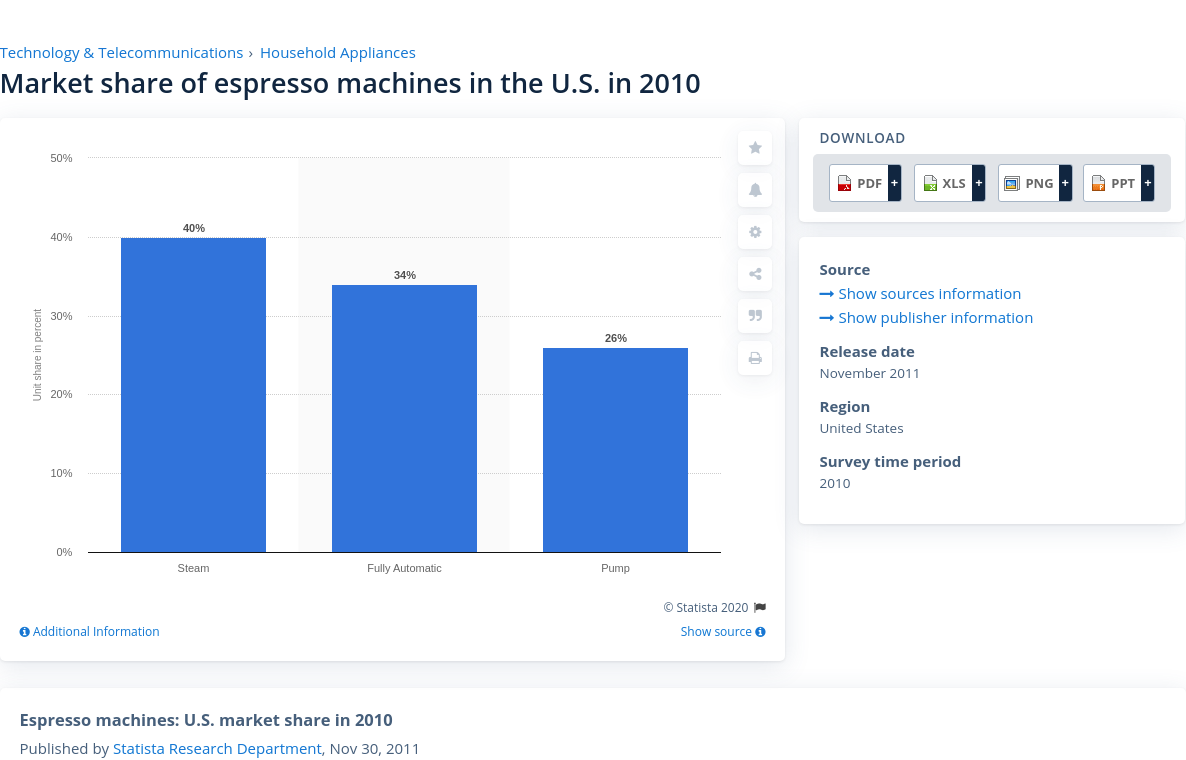 Technology & Telecommunications › Household Appliances
Market share of espresso machines in the U.S. in 2010
50%
40%
30%
20%
10%
0%
Unit share in percent
40%
34%
26%
Steam Fully Automatic Pump
© Statista 2020
Additional Information Show source
DOWNLOAD
PDF + XLS + PNG + PPT +
Source
Show sources information
Show publisher information
Release date
November 2011
Region
United States
Survey time period
2010
Espresso machines: U.S. market share in 2010
Published by Statista Research Department, Nov 30, 2011